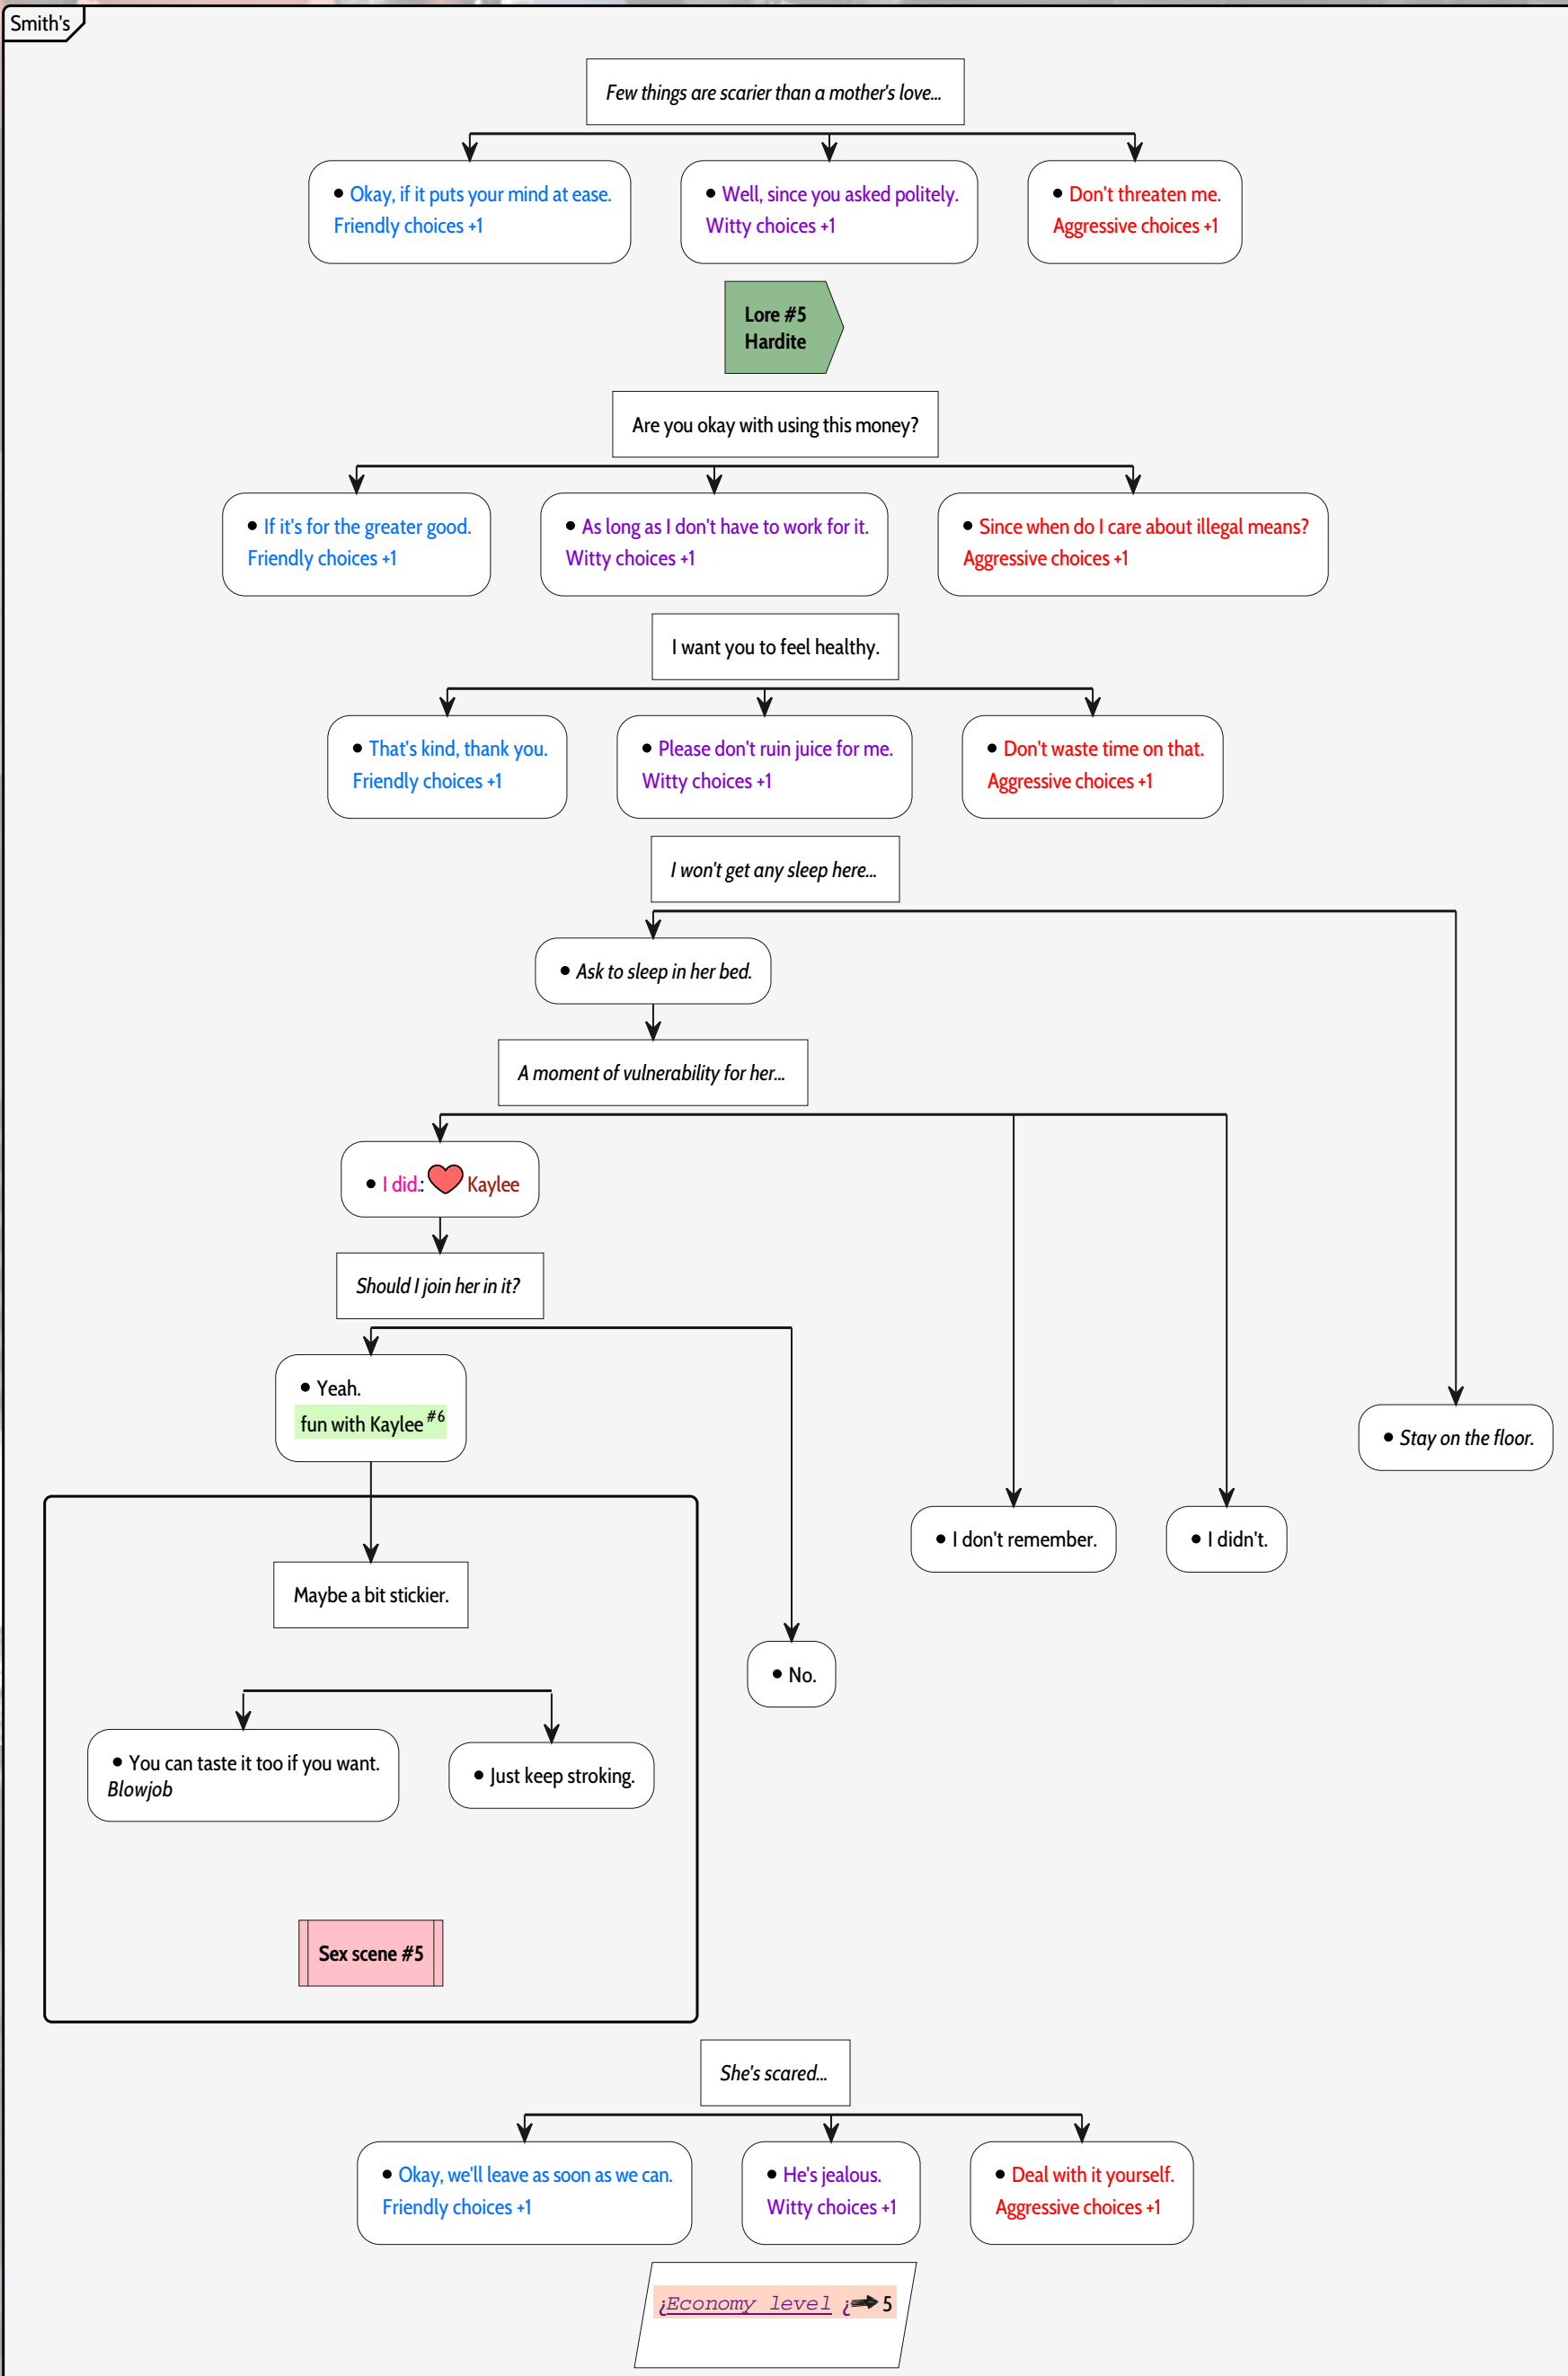 Smith's
Few things are scarier than a mother's love...
• Okay, if it puts your mind at ease.
Friendly choices +1
• Well, since you asked politely.
Witty choices +1
• Don't threaten me.
Aggressive choices +1
Lore #5
Hardite
Are you okay with using this money?
• If it's for the greater good.
Friendly choices +1
• As long as I don't have to work for it.
Witty choices +1
• Since when do I care about illegal means?
Aggressive choices +1
I want you to feel healthy.
• That's kind, thank you.
Friendly choices +1
• Please don't ruin juice for me.
Witty choices +1
• Don't waste time on that.
Aggressive choices +1
I won't get any sleep here...
• Ask to sleep in her bed.
A moment of vulnerability for her...
• I did.: Kaylee
Should I join her in it?
• Yeah.
fun with Kaylee #6
• Stay on the floor.
• I don't remember.
• I didn't.
Maybe a bit stickier.
• No.
• You can taste it too if you want.
Blowjob
• Just keep stroking.
Sex scene #5
She's scared...
• Okay, we'll leave as soon as we can.
Friendly choices +1
• He's jealous.
Witty choices +1
• Deal with it yourself.
Aggressive choices +1
¿Economy level ¿ 5